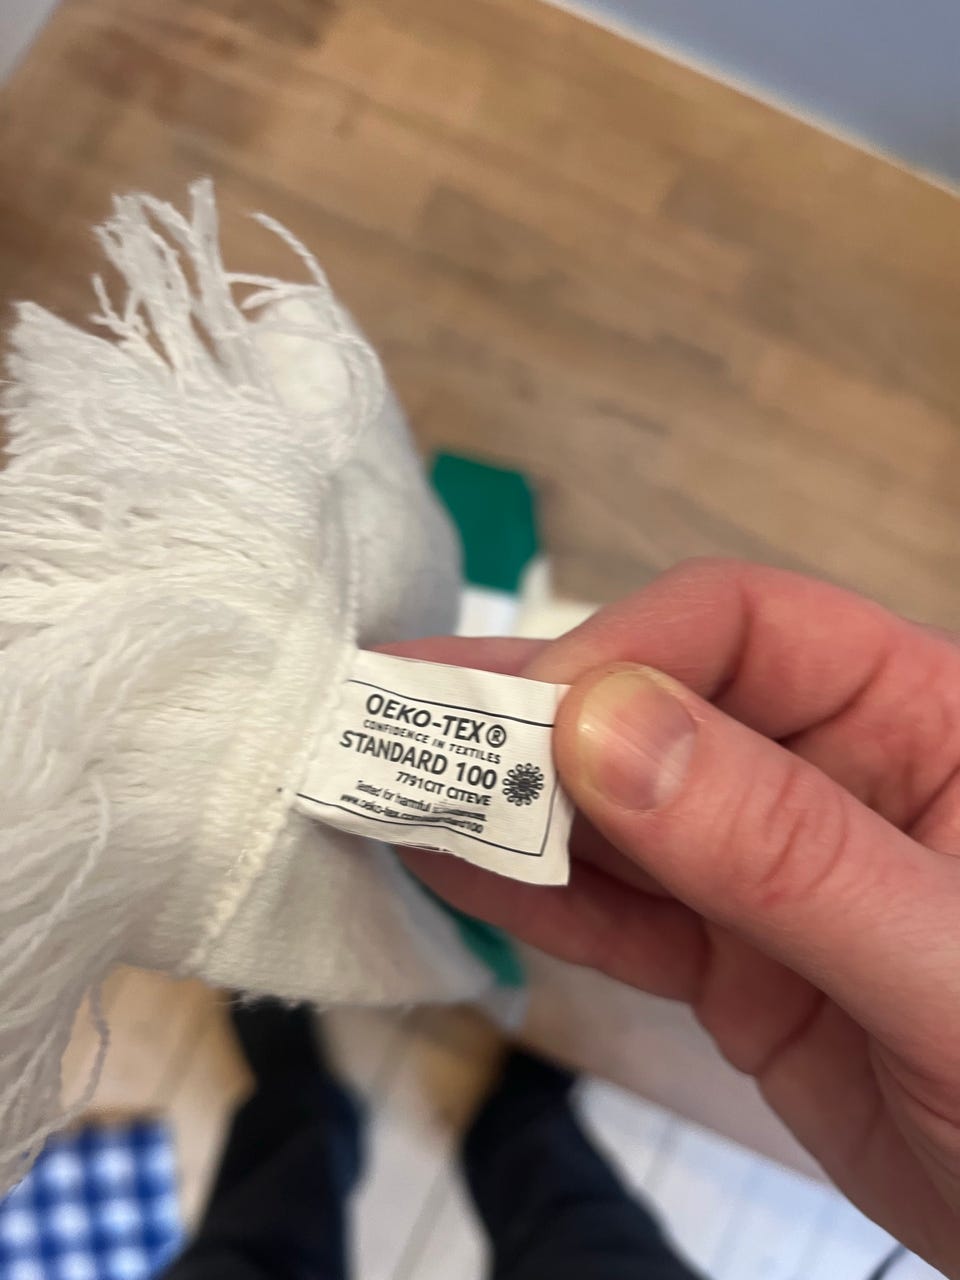 OEKO-TEX®
CONFIDENCE IN TEXTILES
STANDARD 100
7791CIT CITEVE
Tested for harmful